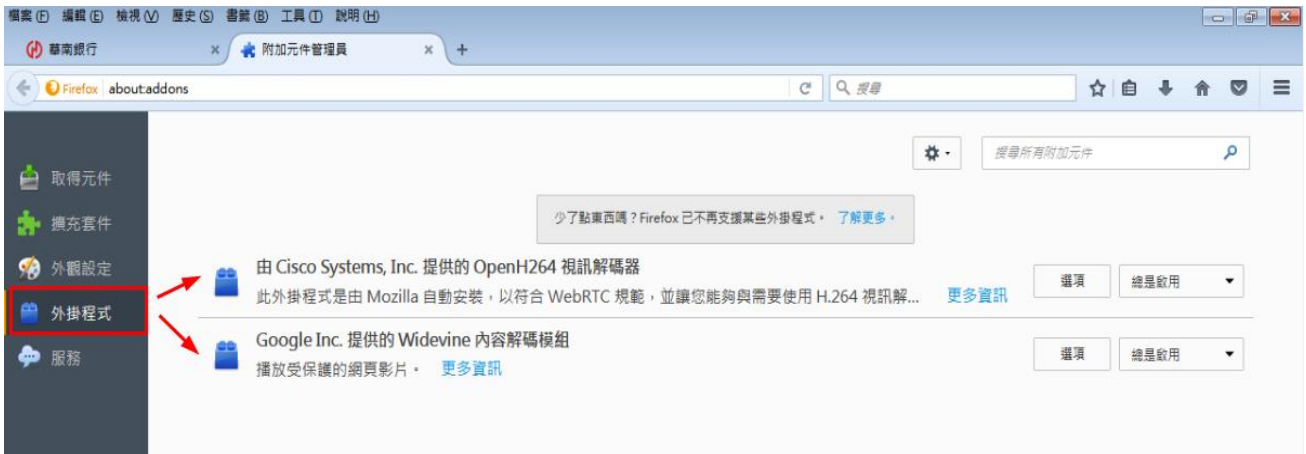 檔案(F) 編輯(E) 檢視(V) 歷史(S) 書籤(B) 工具(T) 說明(H)
華南銀行 × 附加元件管理員 × +
Firefox about:addons 搜尋
搜尋所有附加元件
取得元件
擴充套件
外觀設定
外掛程式
服務
少了點東西嗎?Firefox 已不再支援某些外掛程式。 了解更多。
由 Cisco Systems, Inc. 提供的 OpenH264 視訊解碼器
此外掛程式是由 Mozilla 自動安裝,以符合 WebRTC 規範,並讓您能夠與需要使用 H.264 視訊解... 更多資訊
選項 總是啟用
Google Inc. 提供的 Widevine 內容解碼模組
播放受保護的網頁影片。 更多資訊
選項 總是啟用